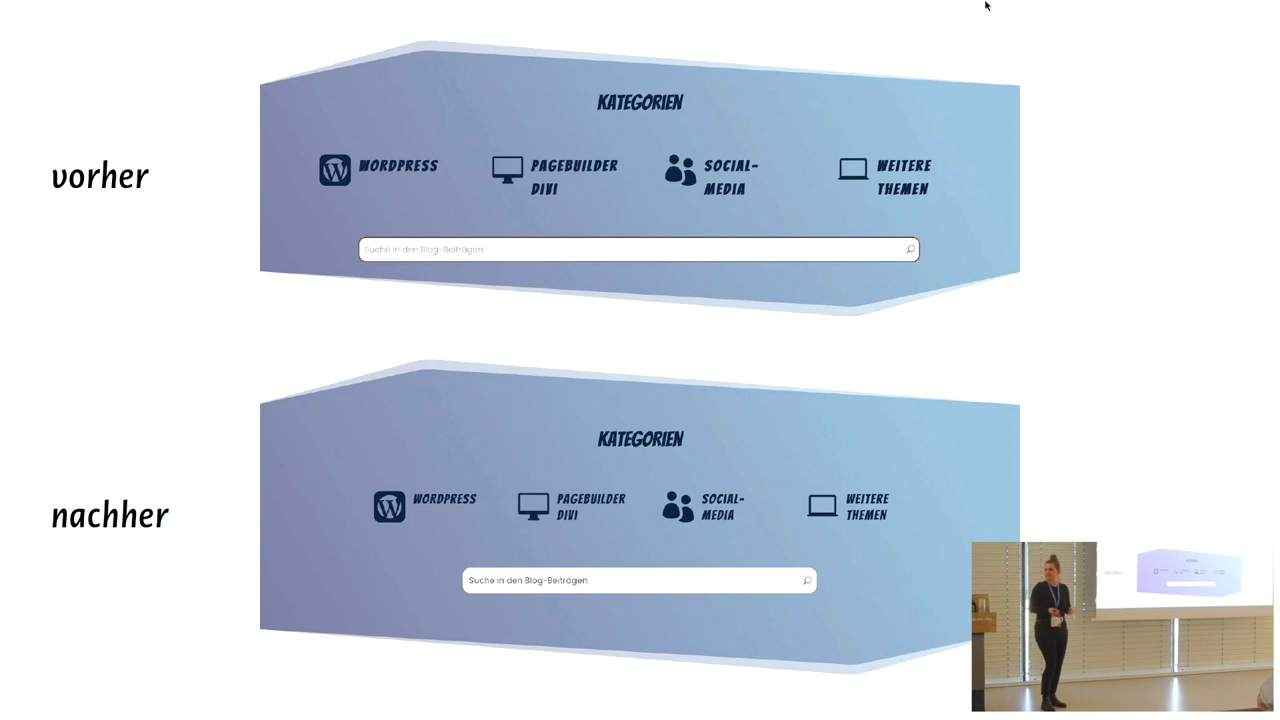 vorher
KATEGORIEN
WORDPRESS
PAGEBUILDER
DIVI
SOCIAL-
MEDIA
WEITERE
THEMEN
Suche in den Blog-Beiträgen
nachher
KATEGORIEN
WORDPRESS
PAGEBUILDER
DIVI
SOCIAL-
MEDIA
WEITERE
THEMEN
Suche in den Blog-Beiträgen